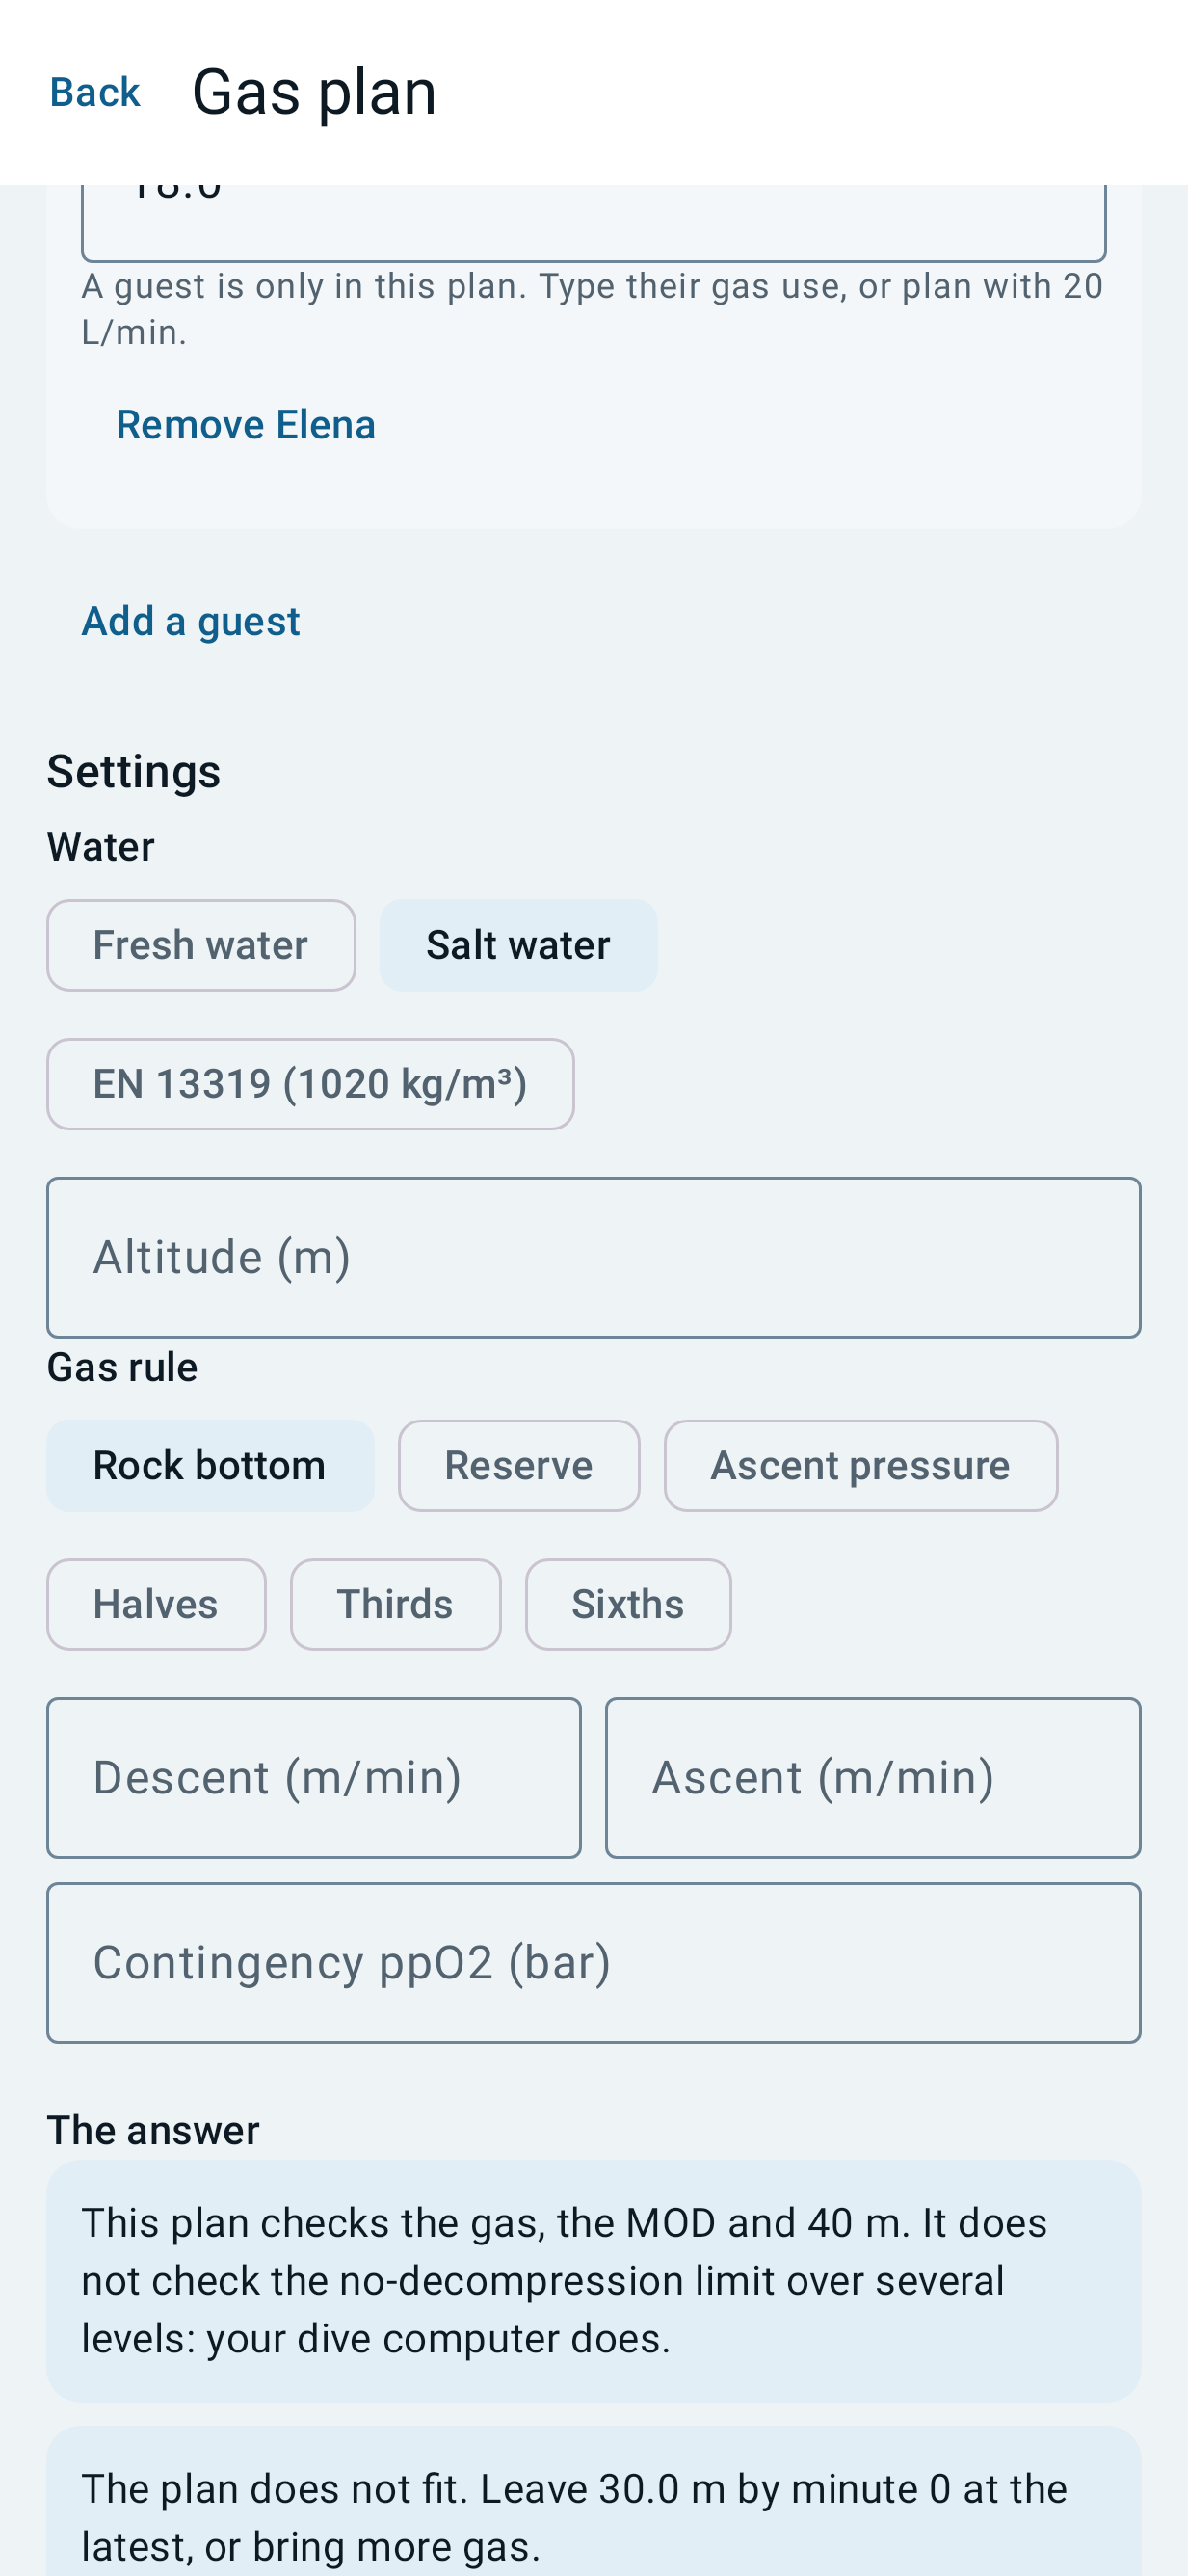 Back Gas plan
18.0
A guest is only in this plan. Type their gas use, or plan with 20
L/min.
Remove Elena
Add a guest
Settings
Water
Fresh water Salt water
EN 13319 (1020 kg/m³)
Altitude (m)
Gas rule
Rock bottom Reserve Ascent pressure
Halves Thirds Sixths
Descent (m/min) Ascent (m/min)
Contingency ppO2 (bar)
The answer
This plan checks the gas, the MOD and 40 m. It does
not check the no-decompression limit over several
levels: your dive computer does.
The plan does not fit. Leave 30.0 m by minute 0 at the
latest, or bring more gas.